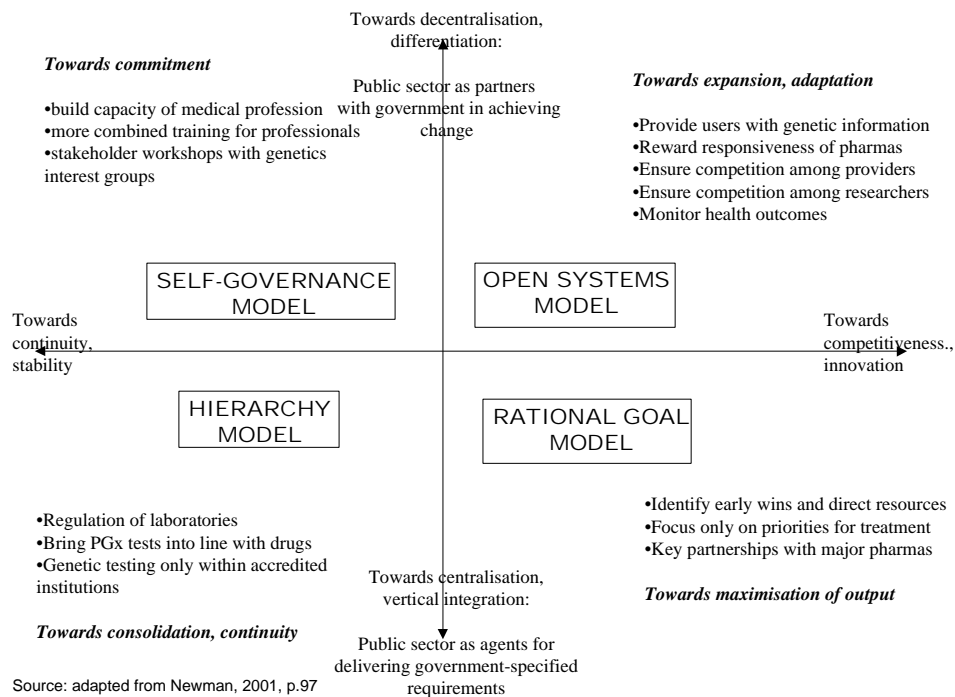 Towards decentralisation,
differentiation:
Public sector as partners
with government in achieving
change
Towards commitment
•build capacity of medical profession
•more combined training for professionals
•stakeholder workshops with genetics
interest groups
Towards expansion, adaptation
•Provide users with genetic information
•Reward responsiveness of pharmas
•Ensure competition among providers
•Ensure competition among researchers
•Monitor health outcomes
SELF-GOVERNANCE
MODEL
OPEN SYSTEMS
MODEL
Towards
continuity,
stability
Towards
competitiveness.,
innovation
HIERARCHY
MODEL
RATIONAL GOAL
MODEL
•Regulation of laboratories
•Bring PGx tests into line with drugs
•Genetic testing only within accredited
institutions
Towards consolidation, continuity
•Identify early wins and direct resources
•Focus only on priorities for treatment
•Key partnerships with major pharmas
Towards maximisation of output
Towards centralisation,
vertical integration:
Public sector as agents for
delivering government-specified
requirements
Source: adapted from Newman, 2001, p.97